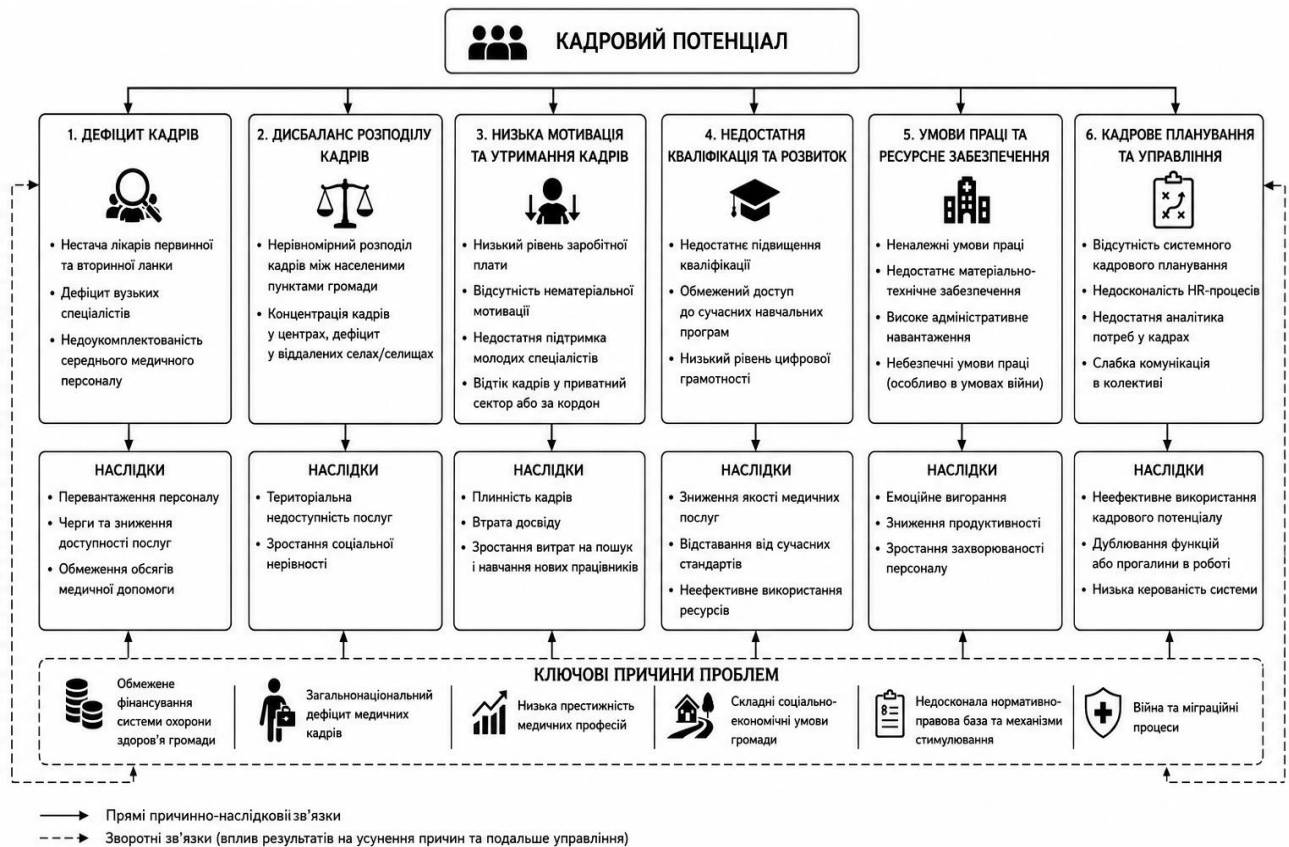 КАДРОВИЙ ПОТЕНЦІАЛ
1. ДЕФІЦИТ КАДРІВ
• Нестача лікарів первинної
та вторинної ланки
• Дефіцит вузьких
спеціалістів
• Недоукомплектованість
середнього медичного
персоналу
2. ДИСБАЛАНС РОЗПОДІЛУ
КАДРІВ
• Нерівномірний розподіл
кадрів між населеними
пунктами громади
• Концентрація кадрів
у центрах, дефіцит
у віддалених селах/селищах
3. НИЗЬКА МОТИВАЦІЯ
ТА УТРИМАННЯ КАДРІВ
• Низький рівень заробітної
плати
• Відсутність нематеріальної
мотивації
• Недостатня підтримка
молодих спеціалістів
• Відтік кадрів у приватний
сектор або за кордон
4. НЕДОСТАТНЯ
КВАЛІФІКАЦІЯ ТА РОЗВИТОК
• Недостатнє підвищення
кваліфікації
• Обмежений доступ
до сучасних навчальних
програм
• Низький рівень цифрової
грамотності
5. УМОВИ ПРАЦІ ТА
РЕСУРСНЕ ЗАБЕЗПЕЧЕННЯ
• Неналежні умови праці
• Недостатнє матеріально-
технічне забезпечення
• Високе адміністративне
навантаження
• Небезпечні умови праці
(особливо в умовах війни)
6. КАДРОВЕ ПЛАНУВАННЯ
ТА УПРАВЛІННЯ
• Відсутність системного
кадрового планування
• Недосконалість HR-процесів
• Недостатня аналітика
потреб у кадрах
• Слабка комунікація
в колективі
НАСЛІДКИ
• Перевантаження персоналу
• Черги та зниження
доступності послуг
• Обмеження обсягів
медичної допомоги
НАСЛІДКИ
• Територіальна
недоступність послуг
• Зростання соціальної
нерівності
НАСЛІДКИ
• Плинність кадрів
• Втрата досвіду
• Зростання витрат на пошук
і навчання нових працівників
НАСЛІДКИ
• Зниження якості медичних
послуг
• Відставання від сучасних
стандартів
• Неефективне використання
ресурсів
НАСЛІДКИ
• Емоційне вигорання
• Зниження продуктивності
• Зростання захворюваності
персоналу
НАСЛІДКИ
• Неефективне використання
кадрового потенціалу
• Дублювання функцій
або прогалини в роботі
• Низька керованість системи
КЛЮЧОВІ ПРИЧИНИ ПРОБЛЕМ
Обмежене
фінансування
системи охорони
здоров'я громади
Загальнонаціональний
дефіцит медичних
кадрів
Низька престижність
медичних професій
Складні соціально-
економічні умови
громади
Недосконала нормативно-
правова база та механізми
стимулювання
Війна та міграційні
процеси
Прямі причинно-наслідковії зв'язки
Зворотні зв'язки (вплив результатів на усунення причин та подальше управління)